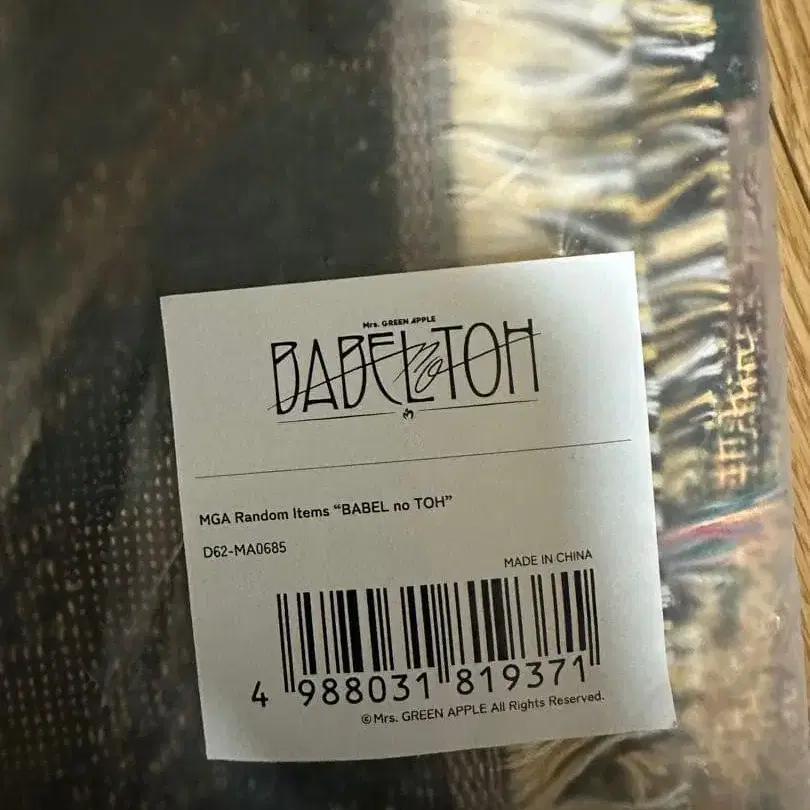 Mrs. GREEN APPLE
BABEL no TOH
MGA Random Items “BABEL no TOH”
D62-MA0685
MADE IN CHINA
4 988031 819371
©Mrs. GREEN APPLE All Rights Reserved.